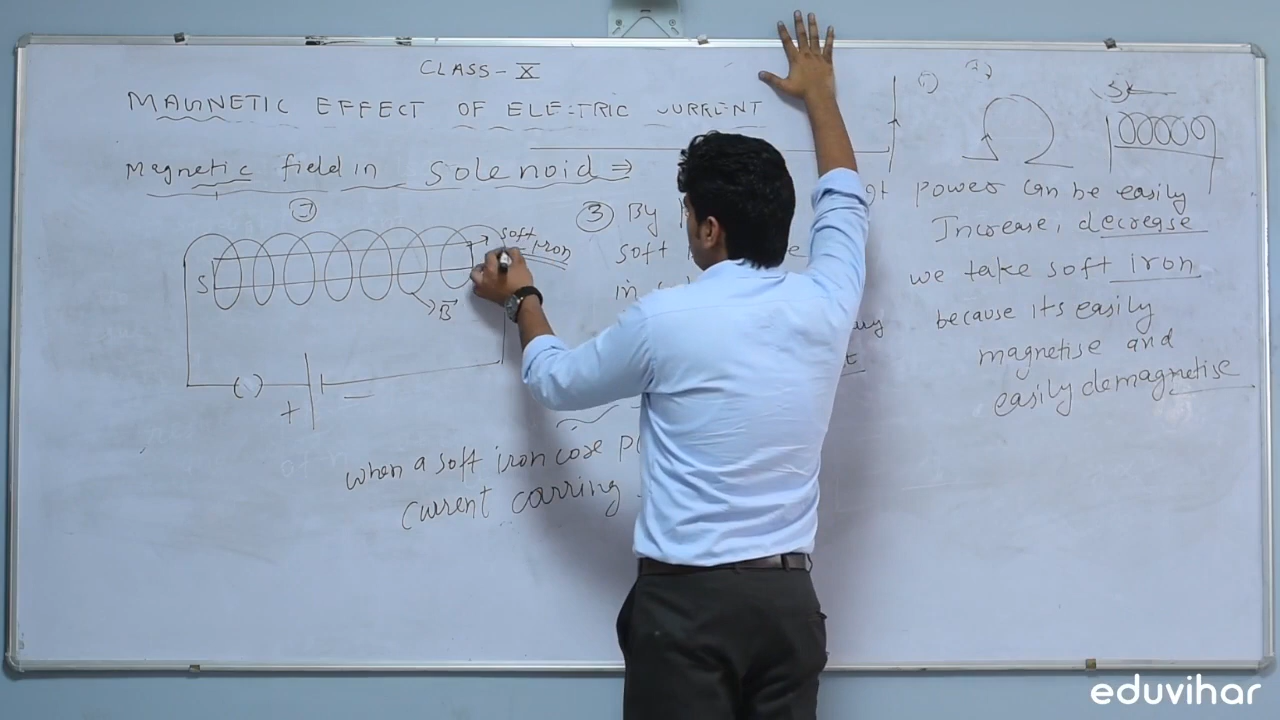 CLASS - X
MAGNETIC EFFECT OF ELECTRIC CURRENT
Magnetic field in Solenoid ⇒
③ By
soft
in
soft
iron
S
B
+ −
when a soft iron core
current carring
power can be easily
Increase, decrease
we take soft iron
because its easily
magnetise and
easily demagnetise
eduvihar